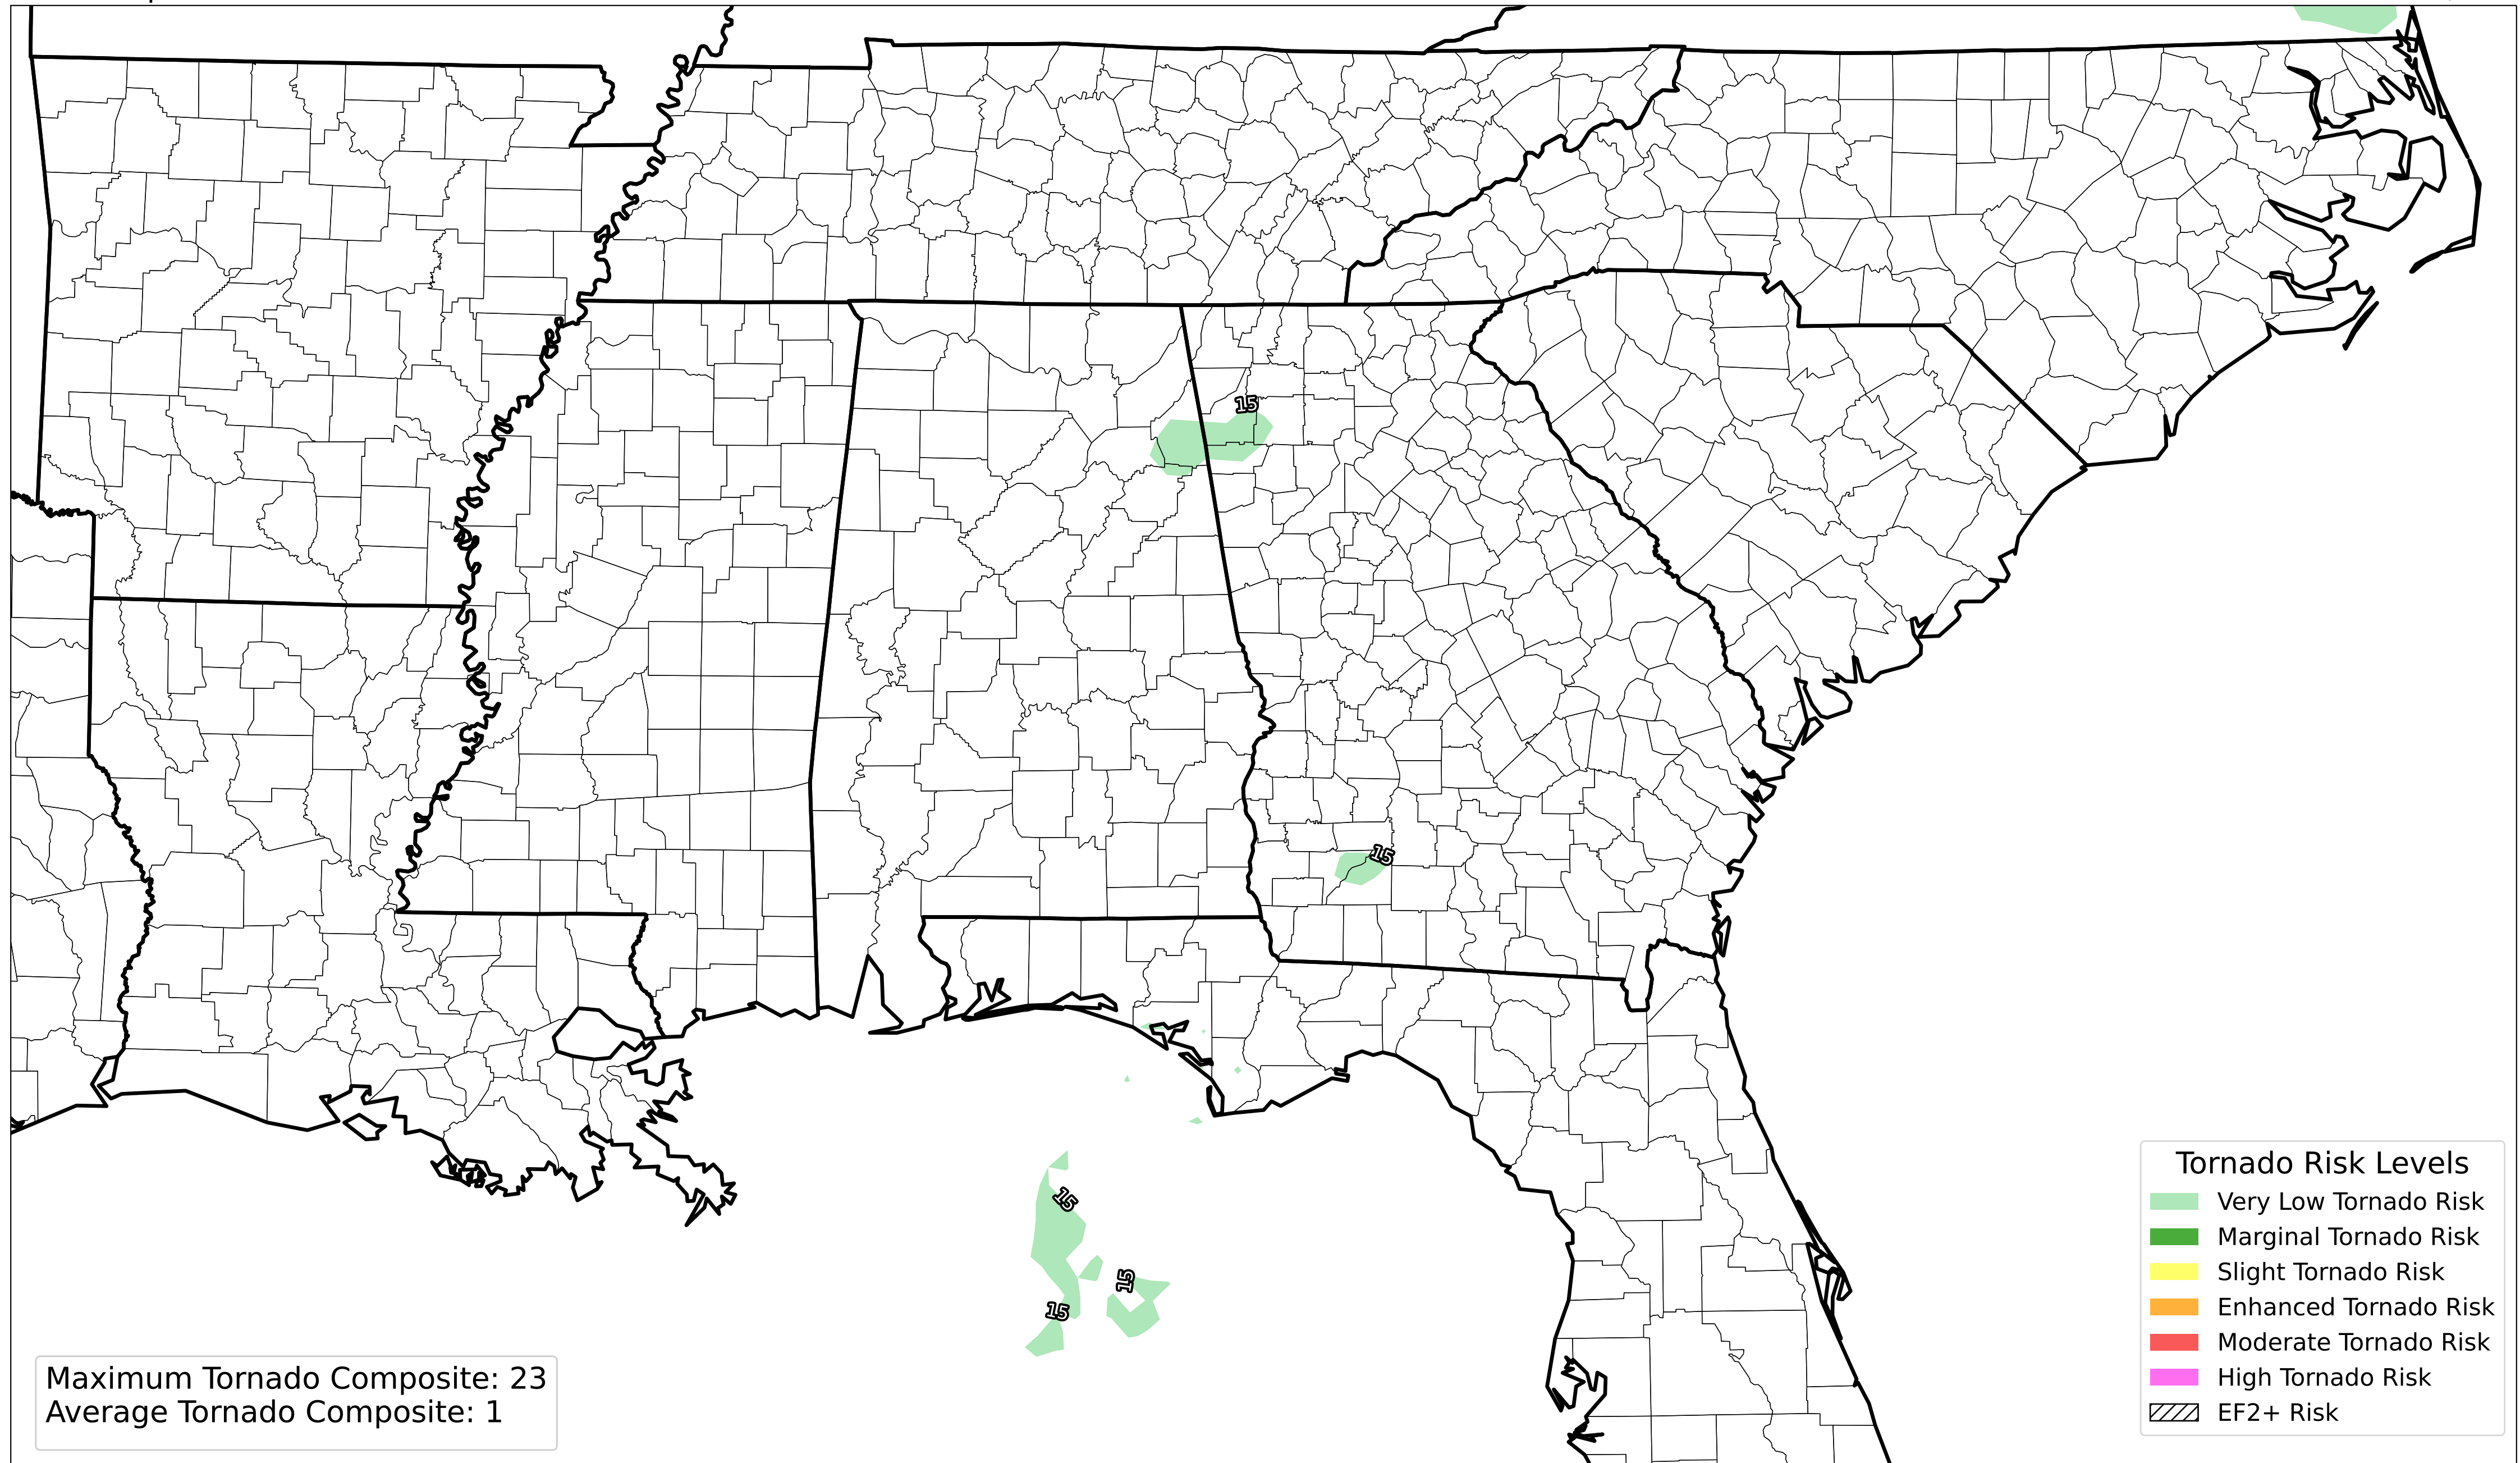 15
15
15
15
15
Tornado Risk Levels
Very Low Tornado Risk
Marginal Tornado Risk
Slight Tornado Risk
Enhanced Tornado Risk
Moderate Tornado Risk
High Tornado Risk
EF2+ Risk
Maximum Tornado Composite: 23
Average Tornado Composite: 1